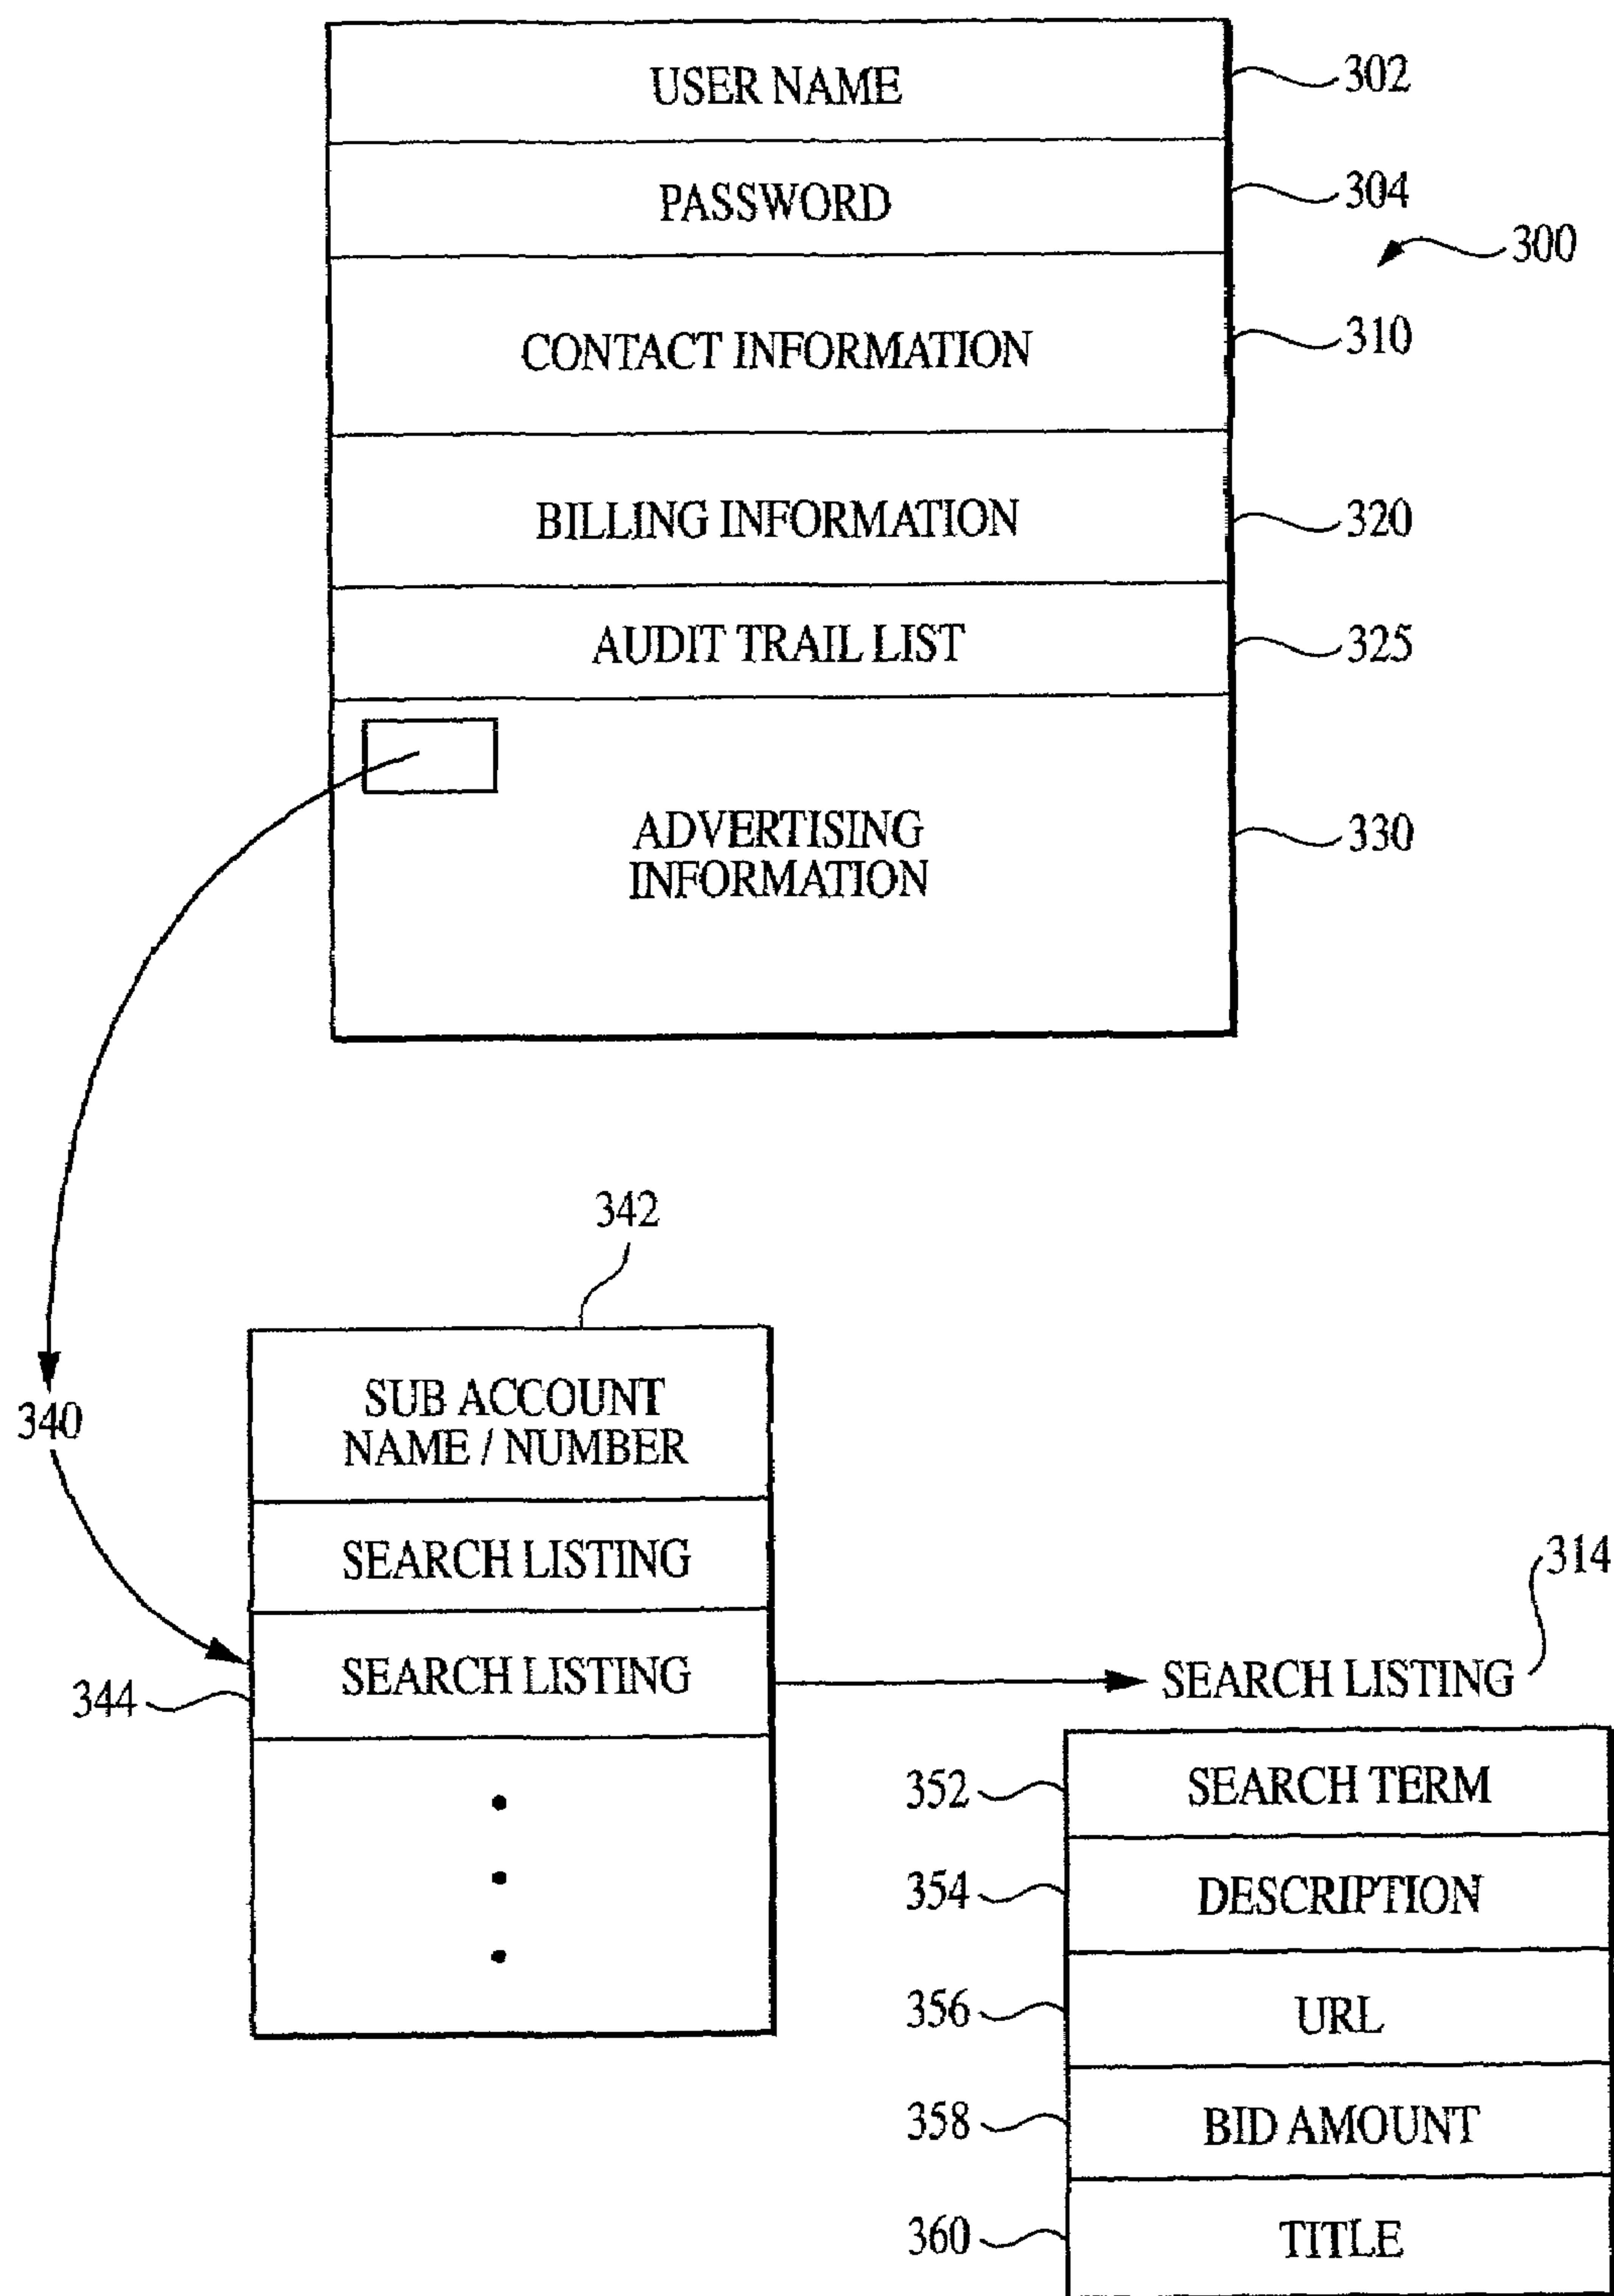 USER NAME
302
PASSWORD
304
300
CONTACT INFORMATION
310
BILLING INFORMATION
320
AUDIT TRAIL LIST
325
ADVERTISING
INFORMATION
330
342
340
SUB ACCOUNT
NAME / NUMBER
SEARCH LISTING
344
SEARCH LISTING
314
SEARCH LISTING
352
SEARCH TERM
354
DESCRIPTION
356
URL
358
BID AMOUNT
360
TITLE